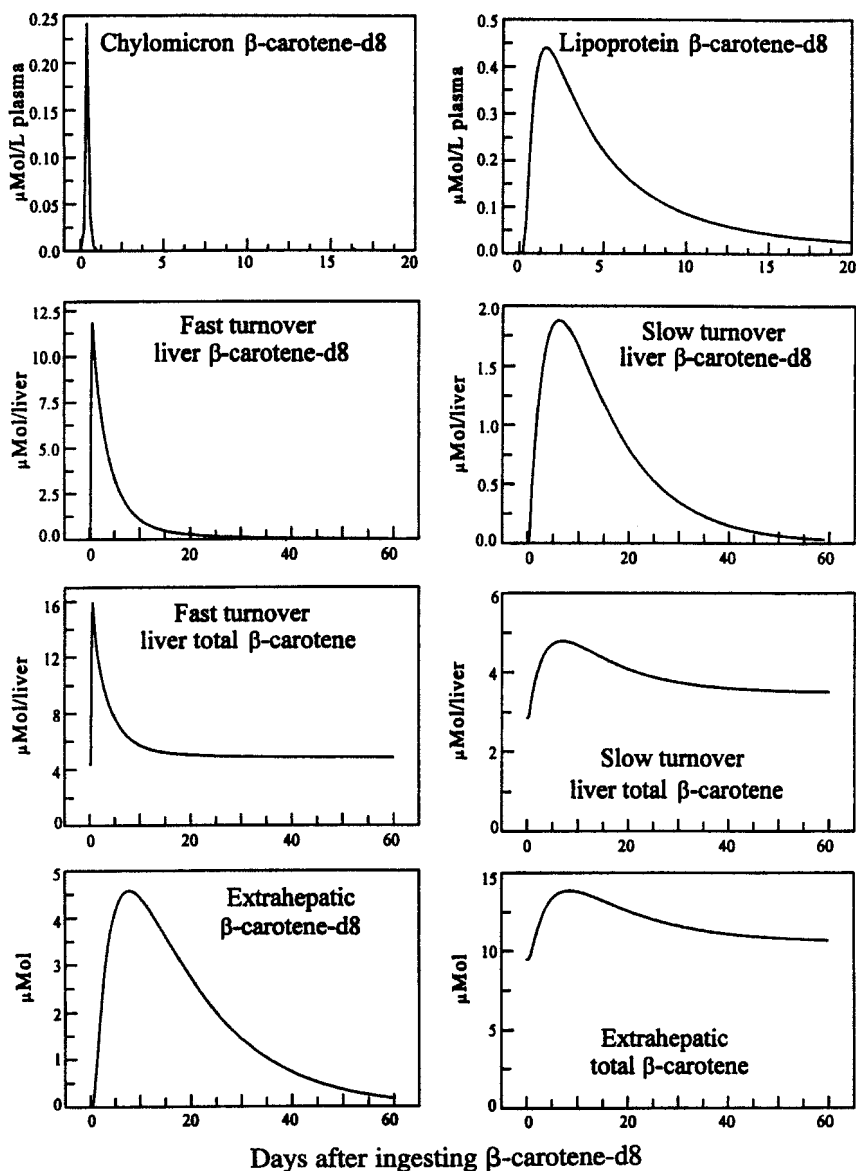 Chylomicron β-carotene-d8
μMol/L plasma
0.25
0.20
0.15
0.10
0.05
0.0
0 5 10 15 20
Lipoprotein β-carotene-d8
μMol/L plasma
0.5
0.4
0.3
0.2
0.1
0.0
0 5 10 15 20
Fast turnover
liver β-carotene-d8
μMol/liver
12.5
10.0
7.5
5.0
2.5
0.0
0 20 40 60
Slow turnover
liver β-carotene-d8
μMol/liver
2.0
1.5
1.0
0.5
0.0
0 20 40 60
Fast turnover
liver total β-carotene
μMol/liver
16
12
8
4
0
0 20 40 60
Slow turnover
liver total β-carotene
μMol/liver
6
4
2
0
0 20 40 60
Extrahepatic
β-carotene-d8
μMol
5
4
3
2
1
0
0 20 40 60
Extrahepatic
total β-carotene
μMol
15
10
5
0
0 20 40 60
Days after ingesting β-carotene-d8